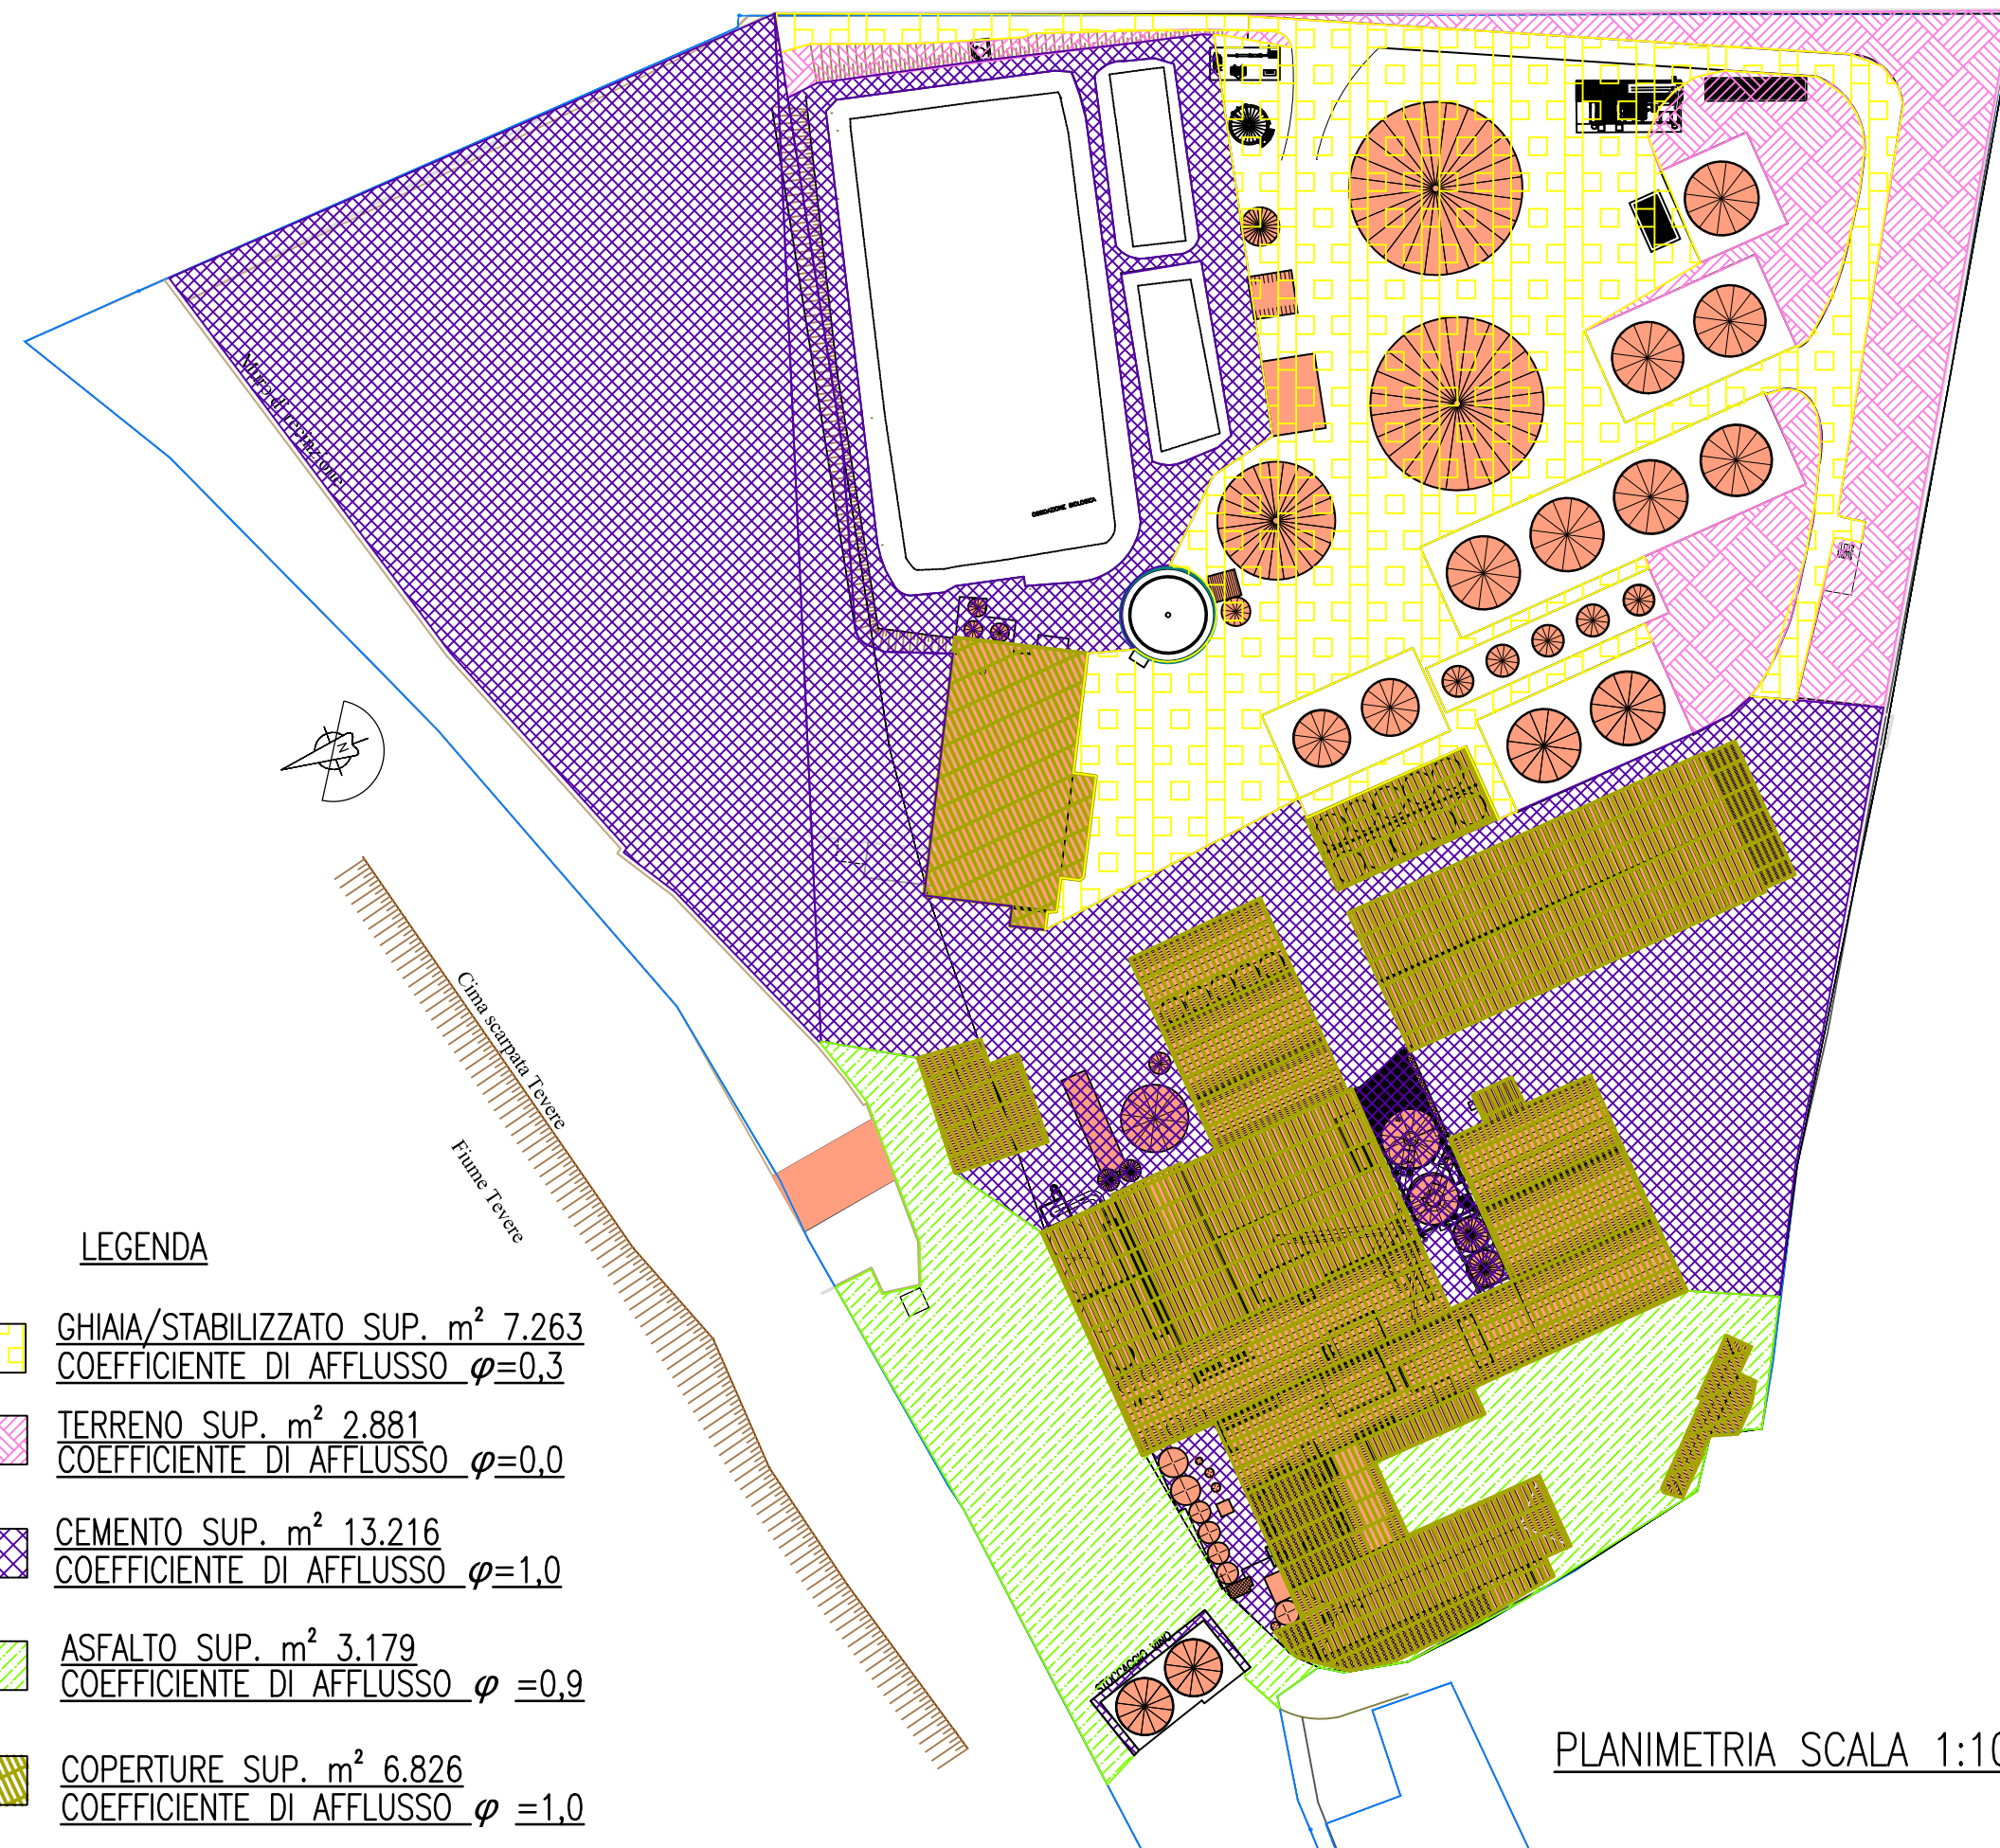 Muro di recinzione
OSSIDAZIONE BIOLOGICA
N
Cima scarpata Tevere
Fiume Tevere
LEGENDA
GHIAIA/STABILIZZATO SUP. m² 7.263
COEFFICIENTE DI AFFLUSSO φ=0,3
TERRENO SUP. m² 2.881
COEFFICIENTE DI AFFLUSSO φ=0,0
CEMENTO SUP. m² 13.216
COEFFICIENTE DI AFFLUSSO φ=1,0
ASFALTO SUP. m² 3.179
COEFFICIENTE DI AFFLUSSO φ =0,9
COPERTURE SUP. m² 6.826
COEFFICIENTE DI AFFLUSSO φ =1,0
STOCCAGGIO VINO
PLANIMETRIA SCALA 1:10